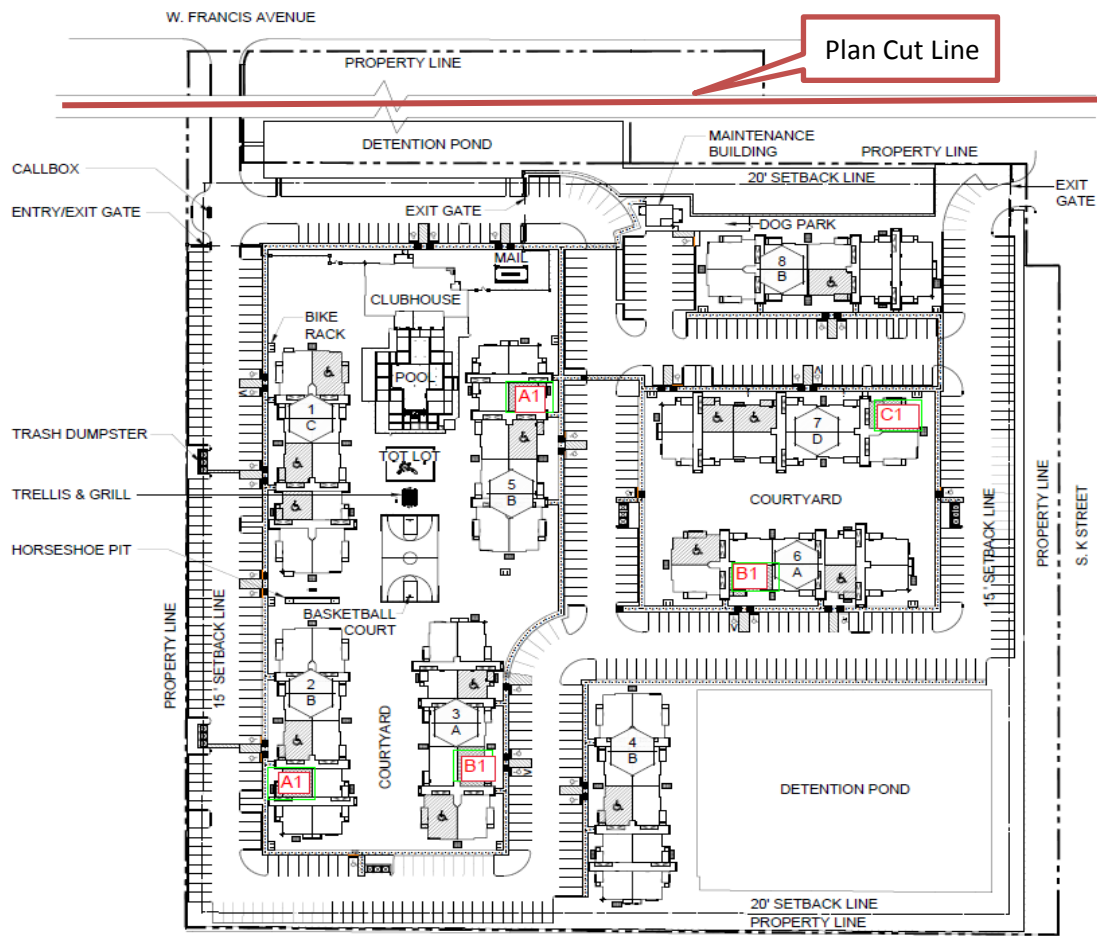 W. FRANCIS AVENUE
Plan Cut Line
PROPERTY LINE
DETENTION POND
MAINTENANCE
BUILDING
PROPERTY LINE
20' SETBACK LINE
CALLBOX
EXIT
GATE
ENTRY/EXIT GATE
EXIT GATE
DOG PARK
MAIL
8
B
CLUBHOUSE
BIKE
RACK
POOL
A1
C1
1
C
7
D
TRASH DUMPSTER
TOT LOT
TRELLIS & GRILL
5
B
COURTYARD
HORSESHOE PIT
6
A
B1
BASKETBALL
COURT
PROPERTY LINE
15 ' SETBACK LINE
15 ' SETBACK LINE
PROPERTY LINE
S. K STREET
2
B
3
A
COURTYARD
4
B
A1
B1
DETENTION POND
20' SETBACK LINE
PROPERTY LINE